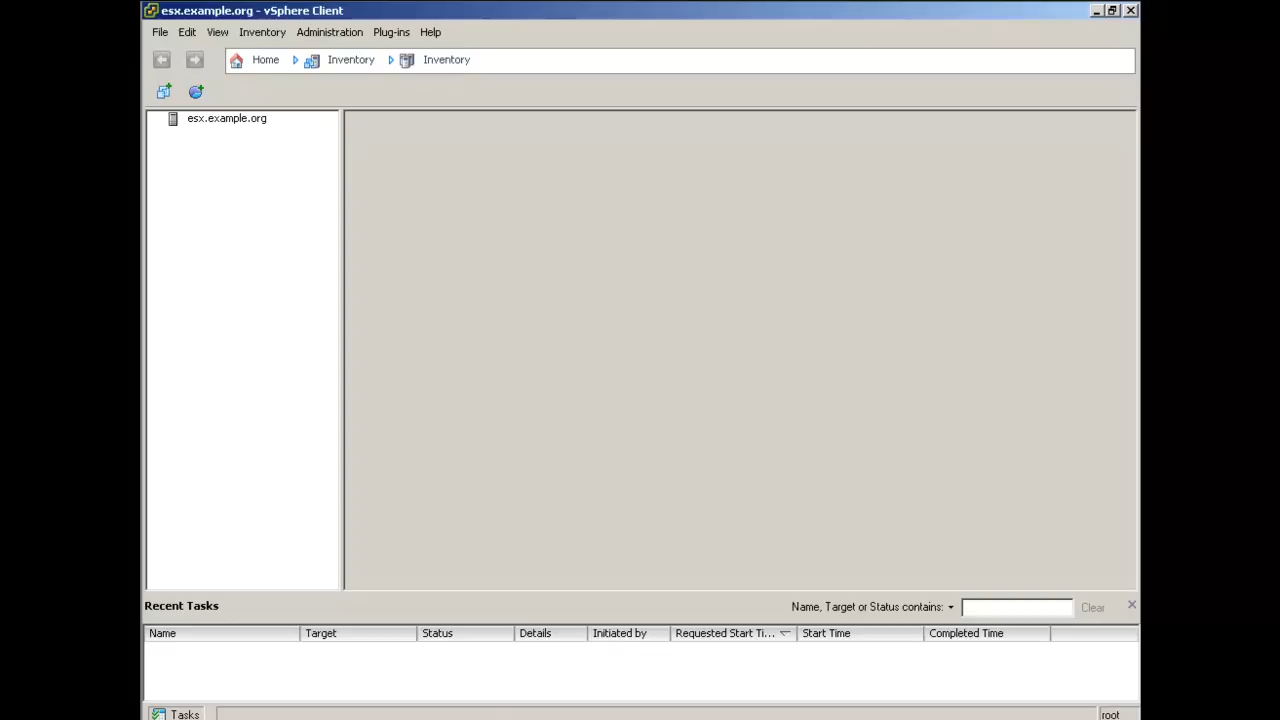 esx.example.org - vSphere Client
File Edit View Inventory Administration Plug-ins Help
Home Inventory Inventory
esx.example.org
Recent Tasks Name, Target or Status contains: Clear
Name Target Status Details Initiated by Requested Start Ti... Start Time Completed Time
Tasks root